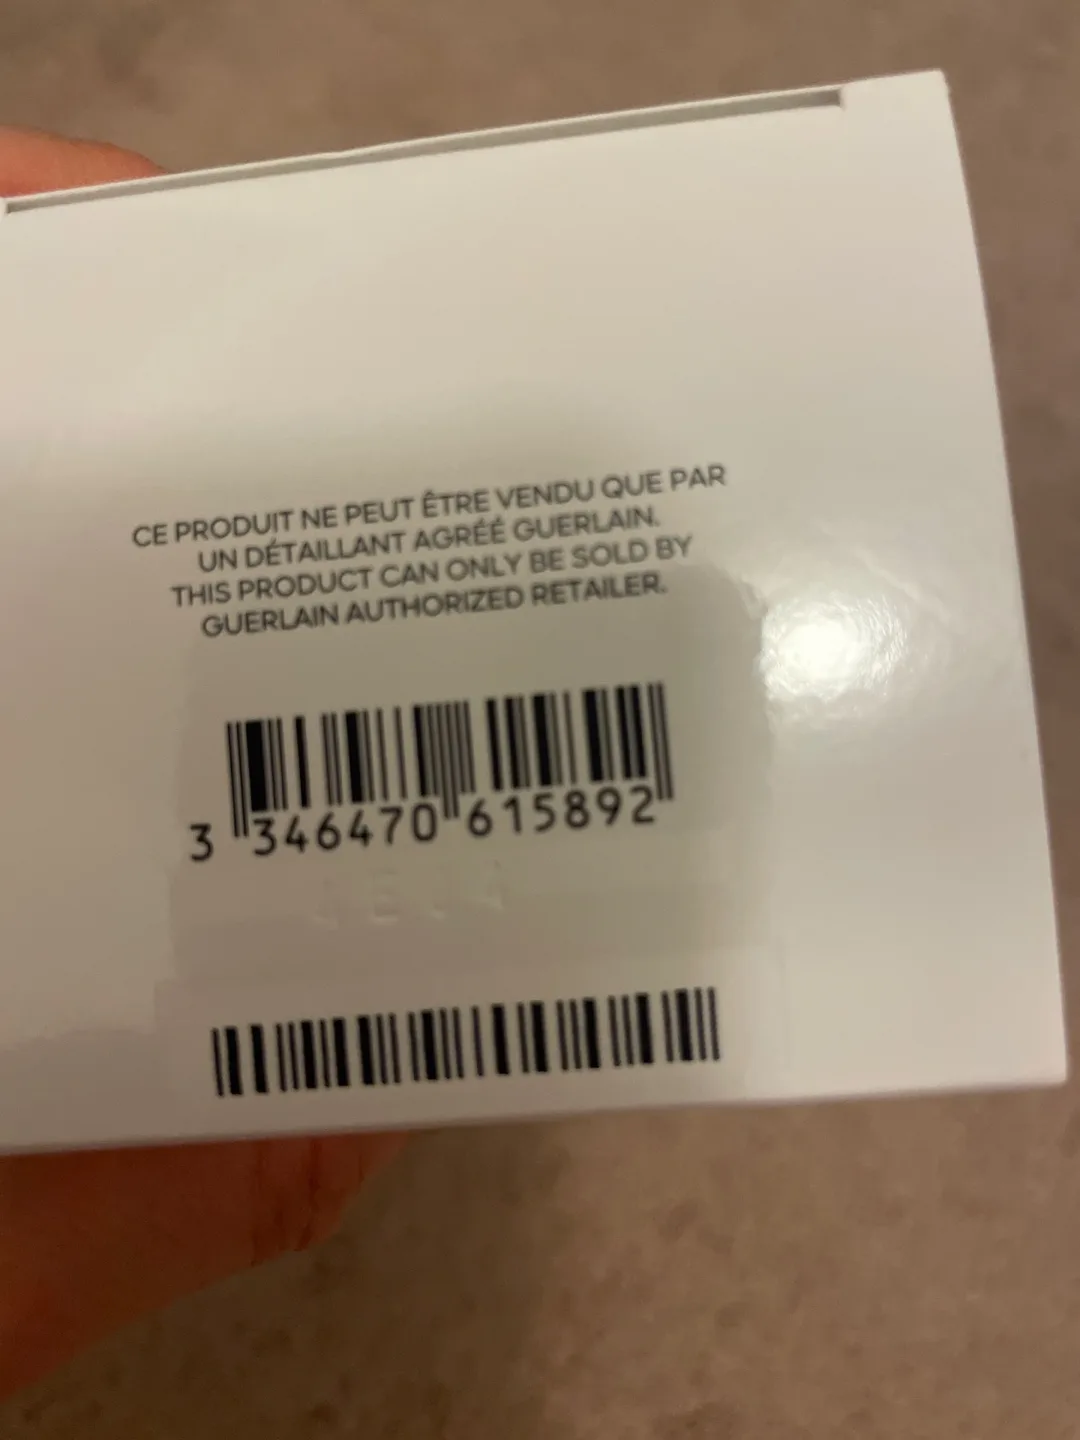 CE PRODUIT NE PEUT ÊTRE VENDU QUE PAR
UN DÉTAILLANT AGRÉÉ GUERLAIN.
THIS PRODUCT CAN ONLY BE SOLD BY
GUERLAIN AUTHORIZED RETAILER.
3 346470 615892